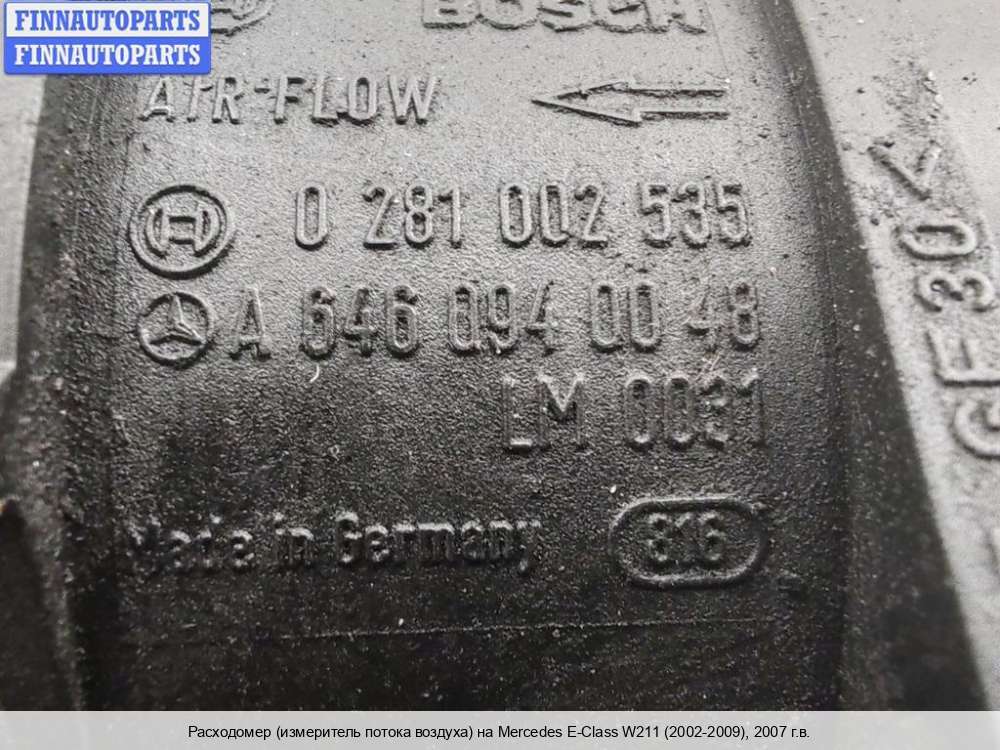 FINNAUTOPARTS
FINNAUTOPARTS
BOSCH
AIR-FLOW
0 281 002 535
A 646 094 00 48
LM 0031
Made in Germany
816
GF30<
Расходомер (измеритель потока воздуха) на Mercedes E-Class W211 (2002-2009), 2007 г.в.